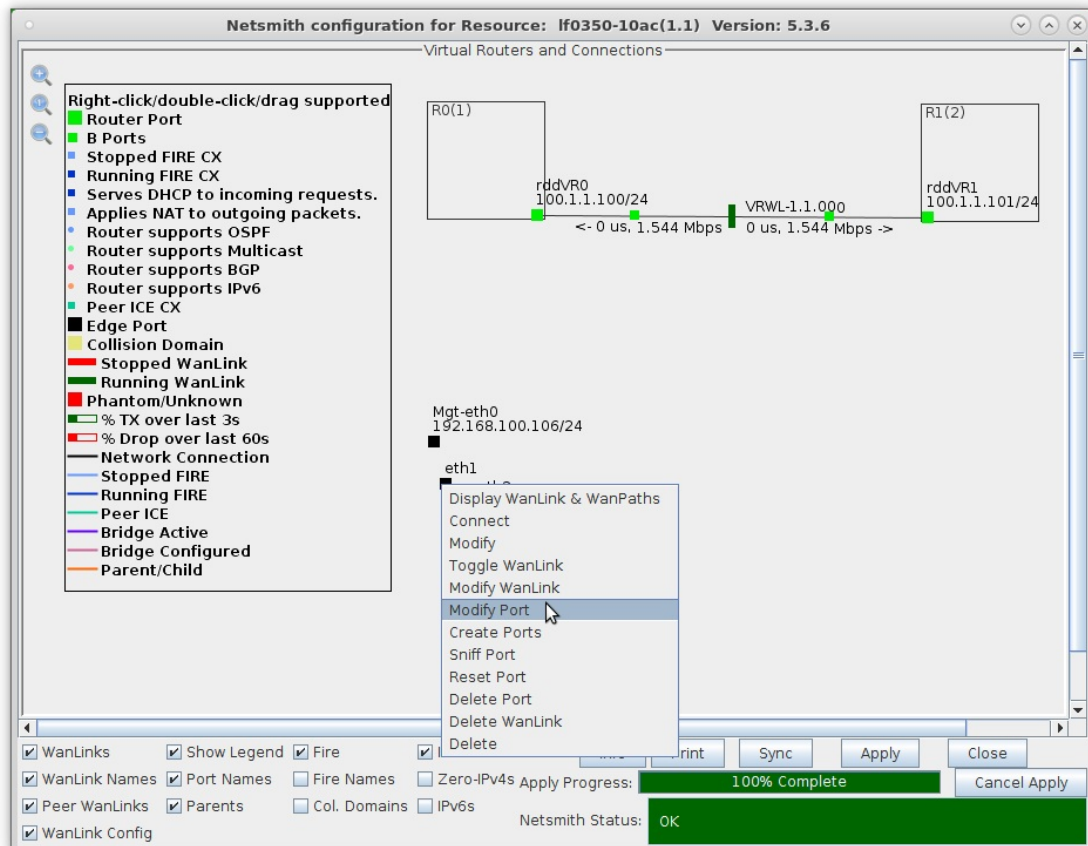 Netsmith configuration for Resource: lf0350-10ac(1.1) Version: 5.3.6
Virtual Routers and Connections
Right-click/double-click/drag supported
Router Port
B Ports
Stopped FIRE CX
Running FIRE CX
Serves DHCP to incoming requests.
Applies NAT to outgoing packets.
Router supports OSPF
Router supports Multicast
Router supports BGP
Router supports IPv6
Peer ICE CX
Edge Port
Collision Domain
Stopped WanLink
Running WanLink
Phantom/Unknown
% TX over last 3s
% Drop over last 60s
Network Connection
Stopped FIRE
Running FIRE
Peer ICE
Bridge Active
Bridge Configured
Parent/Child
R0(1)
R1(2)
rddVR0
100.1.1.100/24
VRWL-1.1.000
rddVR1
100.1.1.101/24
<- 0 us, 1.544 Mbps
0 us, 1.544 Mbps ->
Mgt-eth0
192.168.100.106/24
eth1
Display WanLink & WanPaths
Connect
Modify
Toggle WanLink
Modify WanLink
Modify Port
Create Ports
Sniff Port
Reset Port
Delete Port
Delete WanLink
Delete
WanLinks
Show Legend
Fire
Print
Sync
Apply
Close
WanLink Names
Port Names
Fire Names
Zero-IPv4s
Apply Progress:
100% Complete
Cancel Apply
Peer WanLinks
Parents
Col. Domains
IPv6s
Netsmith Status:
OK
WanLink Config